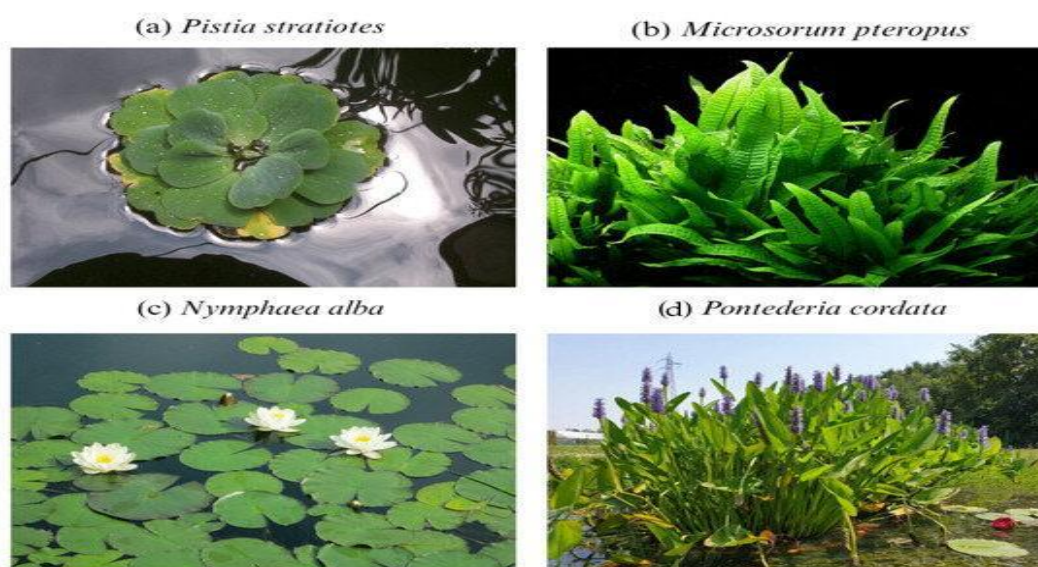 (a) Pistia stratiotes
(b) Microsorum pteropus
(c) Nymphaea alba
(d) Pontederia cordata